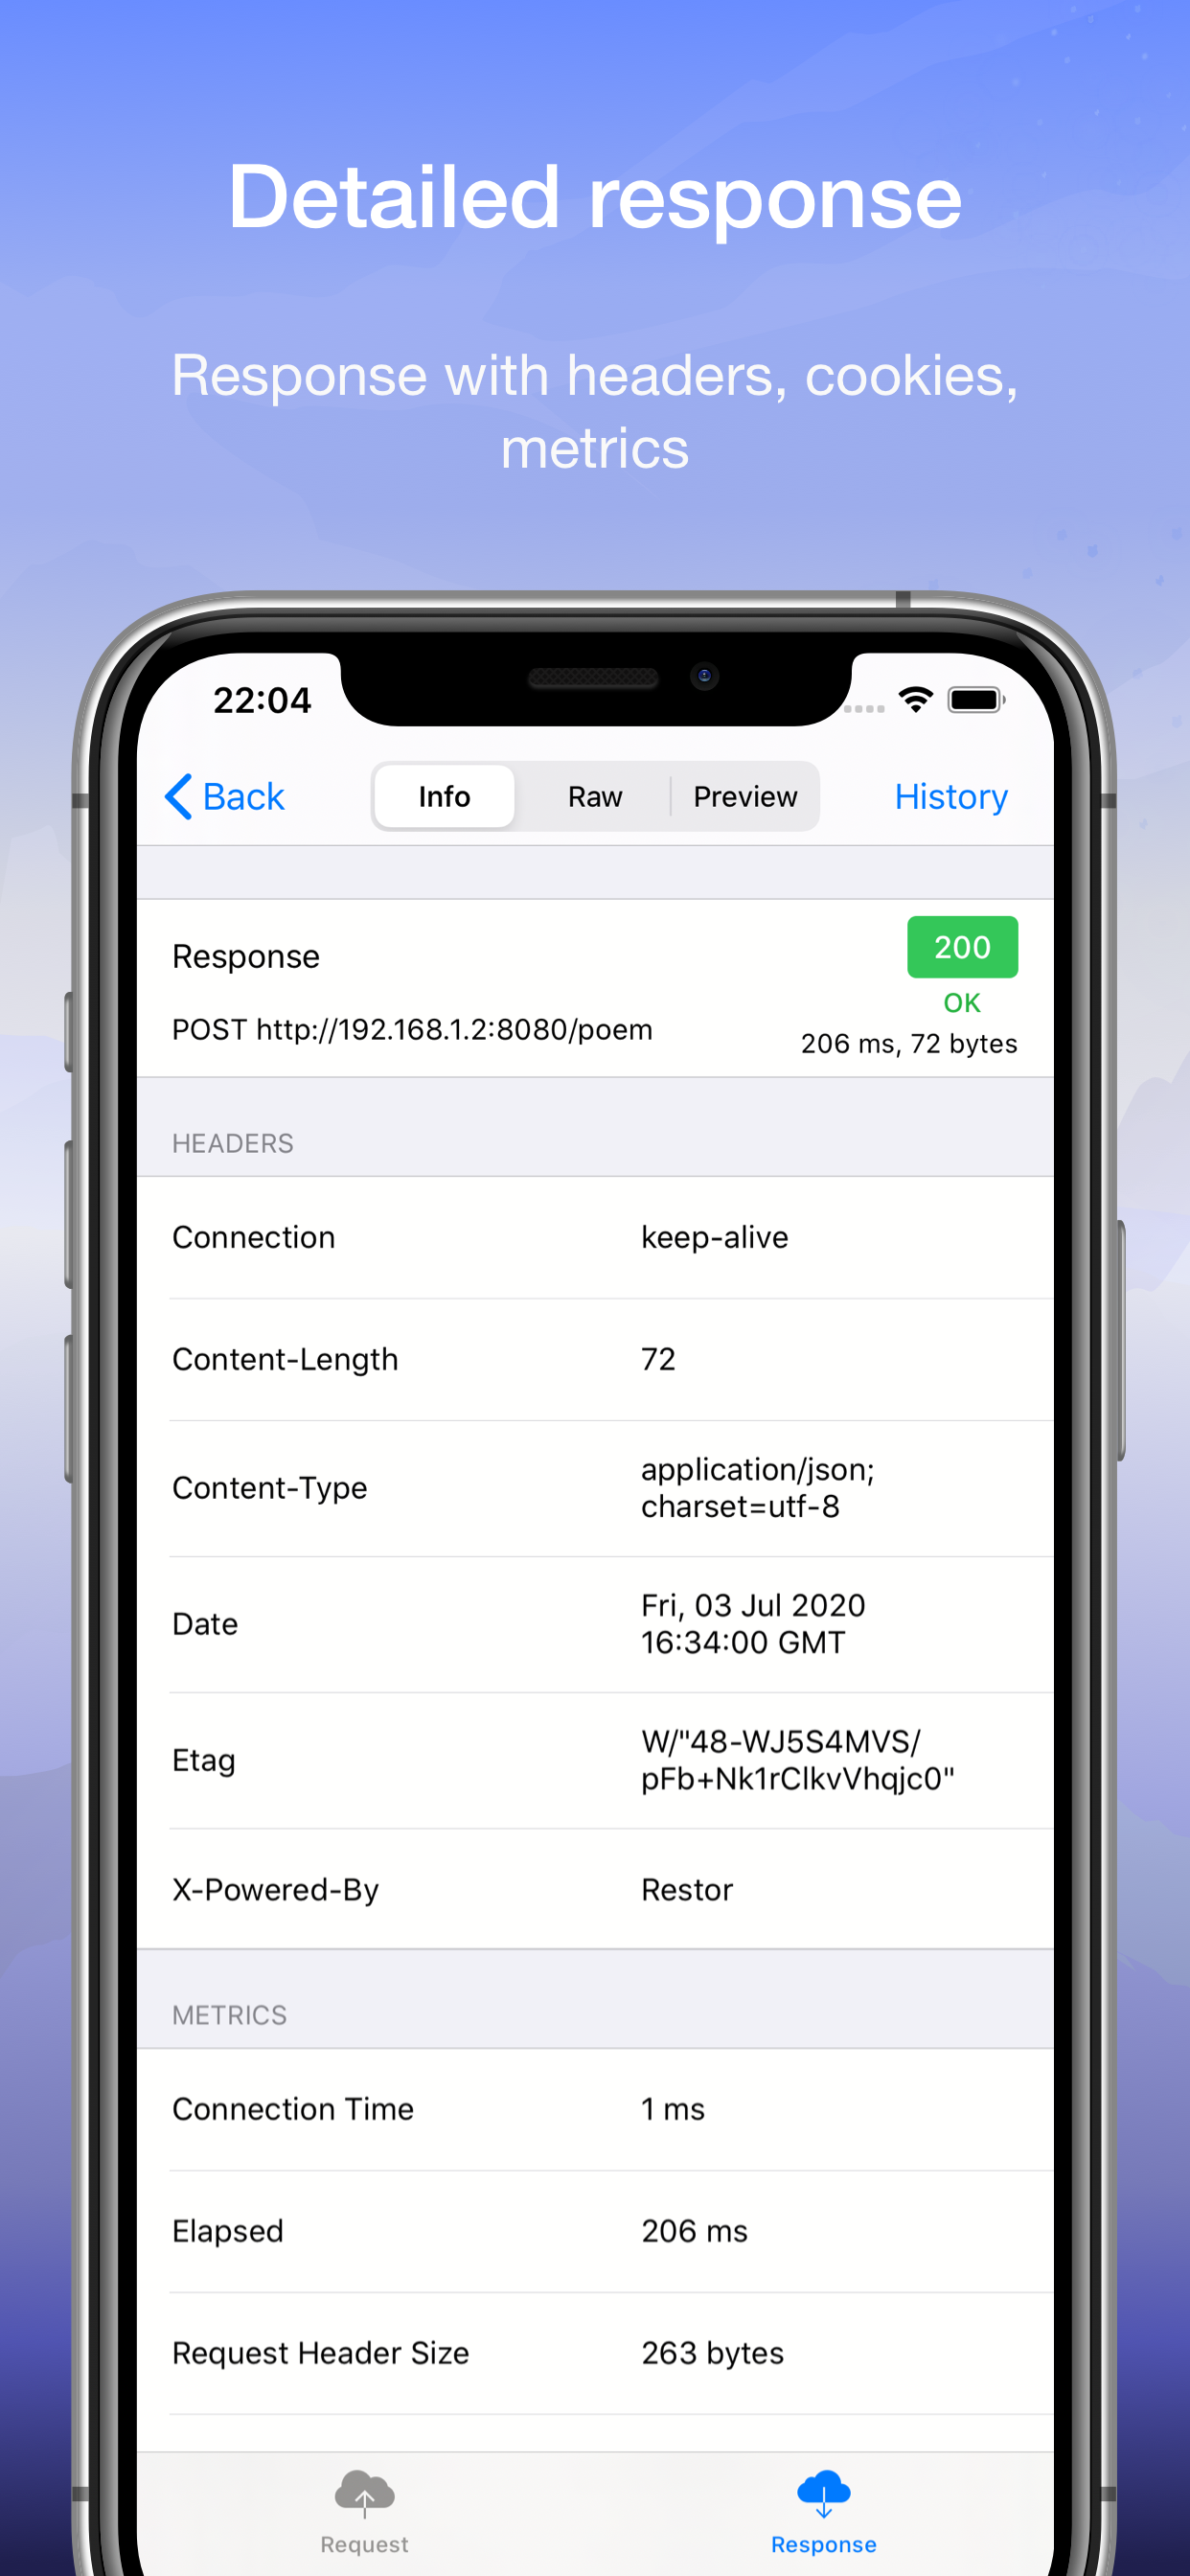 Detailed response
Response with headers, cookies,
metrics
22:04
Back
Info
Raw
Preview
History
Response
200
OK
POST http://192.168.1.2:8080/poem
206 ms, 72 bytes
HEADERS
Connection
keep-alive
Content-Length
72
Content-Type
application/json;
charset=utf-8
Date
Fri, 03 Jul 2020
16:34:00 GMT
Etag
W/"48-WJ5S4MVS/
pFb+Nk1rClkvVhqjc0"
X-Powered-By
Restor
METRICS
Connection Time
1 ms
Elapsed
206 ms
Request Header Size
263 bytes
Request
Response